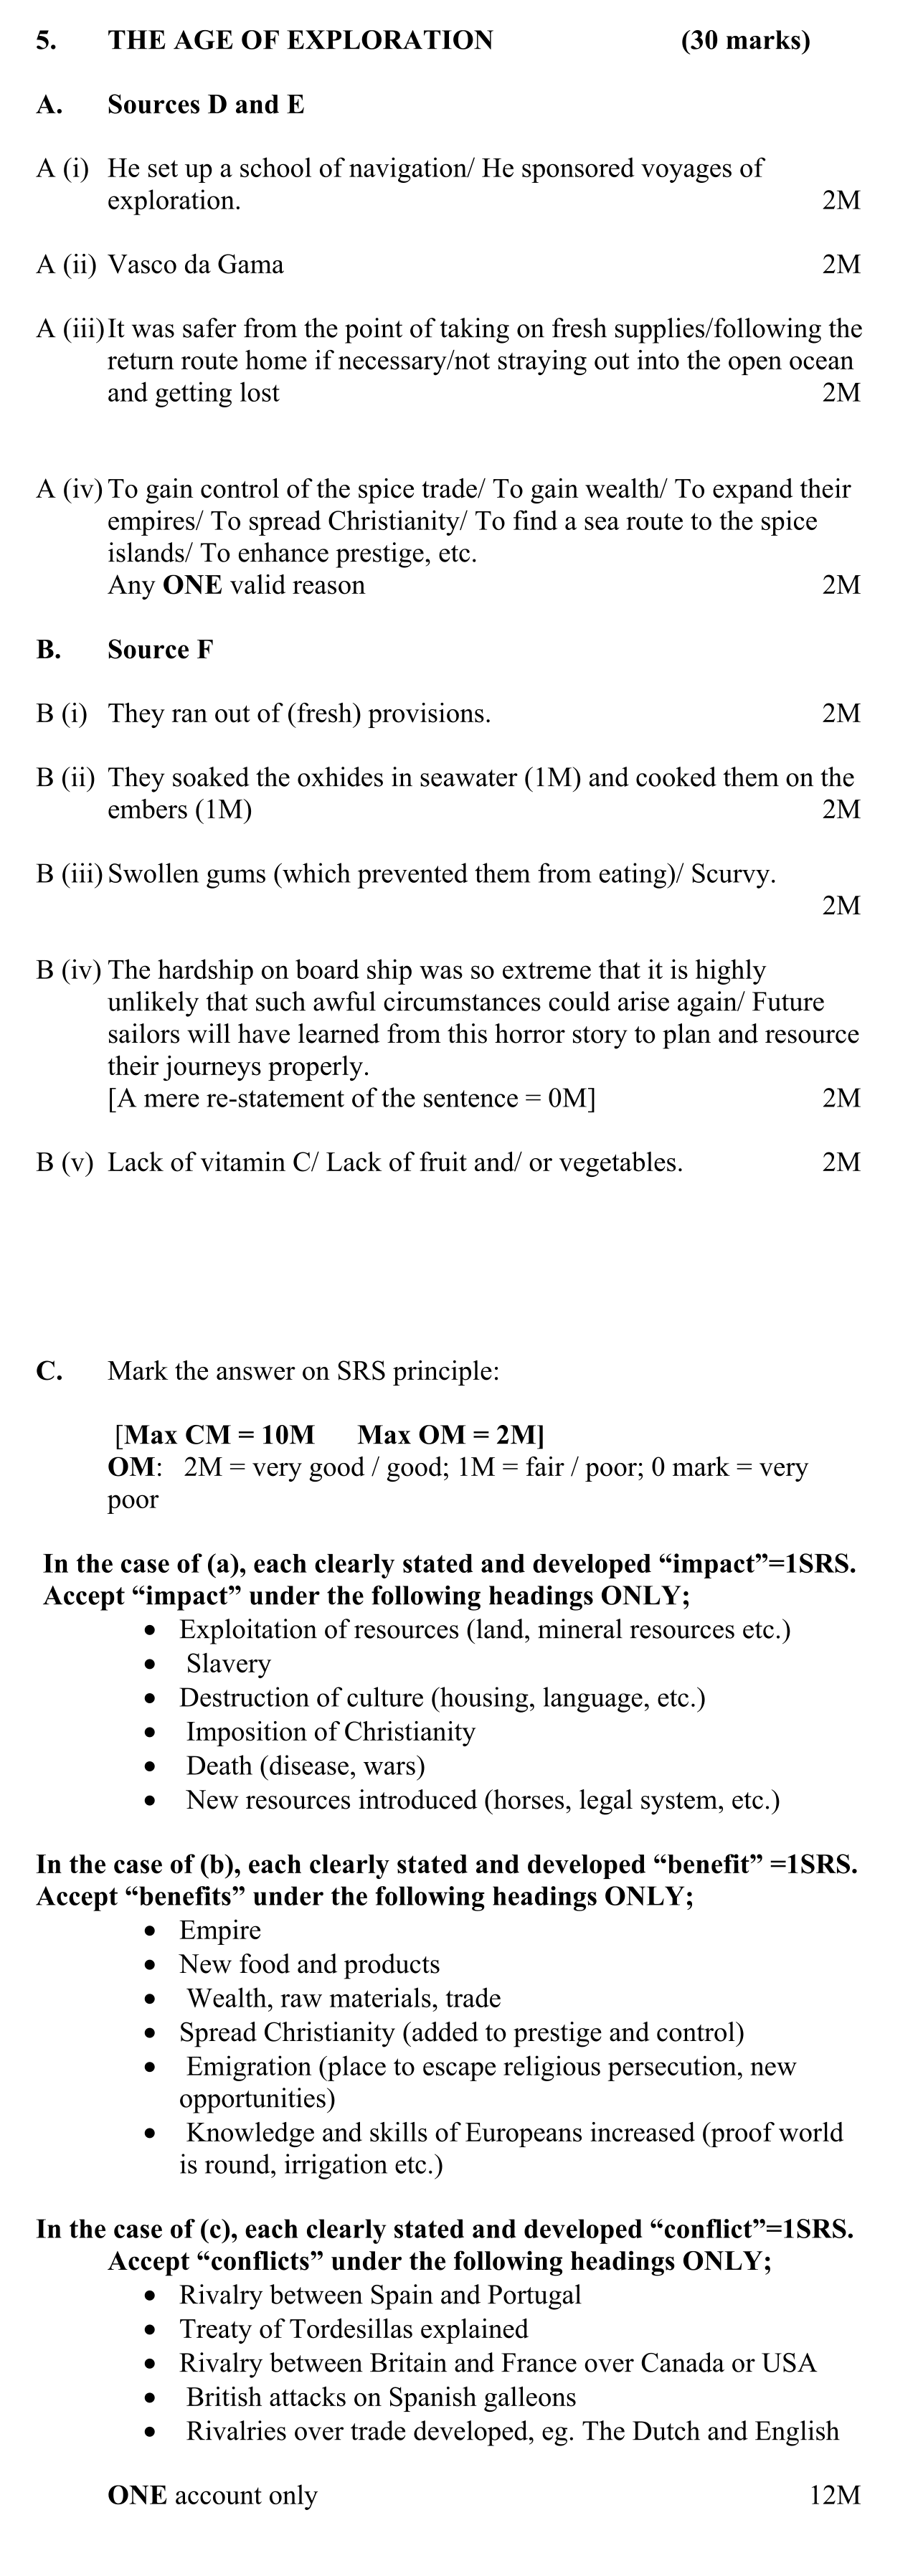 5. THE AGE OF EXPLORATION (30 marks)
A. Sources D and E
A (i) He set up a school of navigation/ He sponsored voyages of
exploration. 2M
A (ii) Vasco da Gama 2M
A (iii) It was safer from the point of taking on fresh supplies/following the
return route home if necessary/not straying out into the open ocean
and getting lost 2M
A (iv) To gain control of the spice trade/ To gain wealth/ To expand their
empires/ To spread Christianity/ To find a sea route to the spice
islands/ To enhance prestige, etc.
Any ONE valid reason 2M
B. Source F
B (i) They ran out of (fresh) provisions. 2M
B (ii) They soaked the oxhides in seawater (1M) and cooked them on the
embers (1M) 2M
B (iii) Swollen gums (which prevented them from eating)/ Scurvy.
2M
B (iv) The hardship on board ship was so extreme that it is highly
unlikely that such awful circumstances could arise again/ Future
sailors will have learned from this horror story to plan and resource
their journeys properly.
[A mere re-statement of the sentence = 0M] 2M
B (v) Lack of vitamin C/ Lack of fruit and/ or vegetables. 2M
C. Mark the answer on SRS principle:
[Max CM = 10M Max OM = 2M]
OM: 2M = very good / good; 1M = fair / poor; 0 mark = very
poor
In the case of (a), each clearly stated and developed “impact”=1SRS.
Accept “impact” under the following headings ONLY;
• Exploitation of resources (land, mineral resources etc.)
• Slavery
• Destruction of culture (housing, language, etc.)
• Imposition of Christianity
• Death (disease, wars)
• New resources introduced (horses, legal system, etc.)
In the case of (b), each clearly stated and developed “benefit” =1SRS.
Accept “benefits” under the following headings ONLY;
• Empire
• New food and products
• Wealth, raw materials, trade
• Spread Christianity (added to prestige and control)
• Emigration (place to escape religious persecution, new
opportunities)
• Knowledge and skills of Europeans increased (proof world
is round, irrigation etc.)
In the case of (c), each clearly stated and developed “conflict”=1SRS.
Accept “conflicts” under the following headings ONLY;
• Rivalry between Spain and Portugal
• Treaty of Tordesillas explained
• Rivalry between Britain and France over Canada or USA
• British attacks on Spanish galleons
• Rivalries over trade developed, eg. The Dutch and English
ONE account only 12M